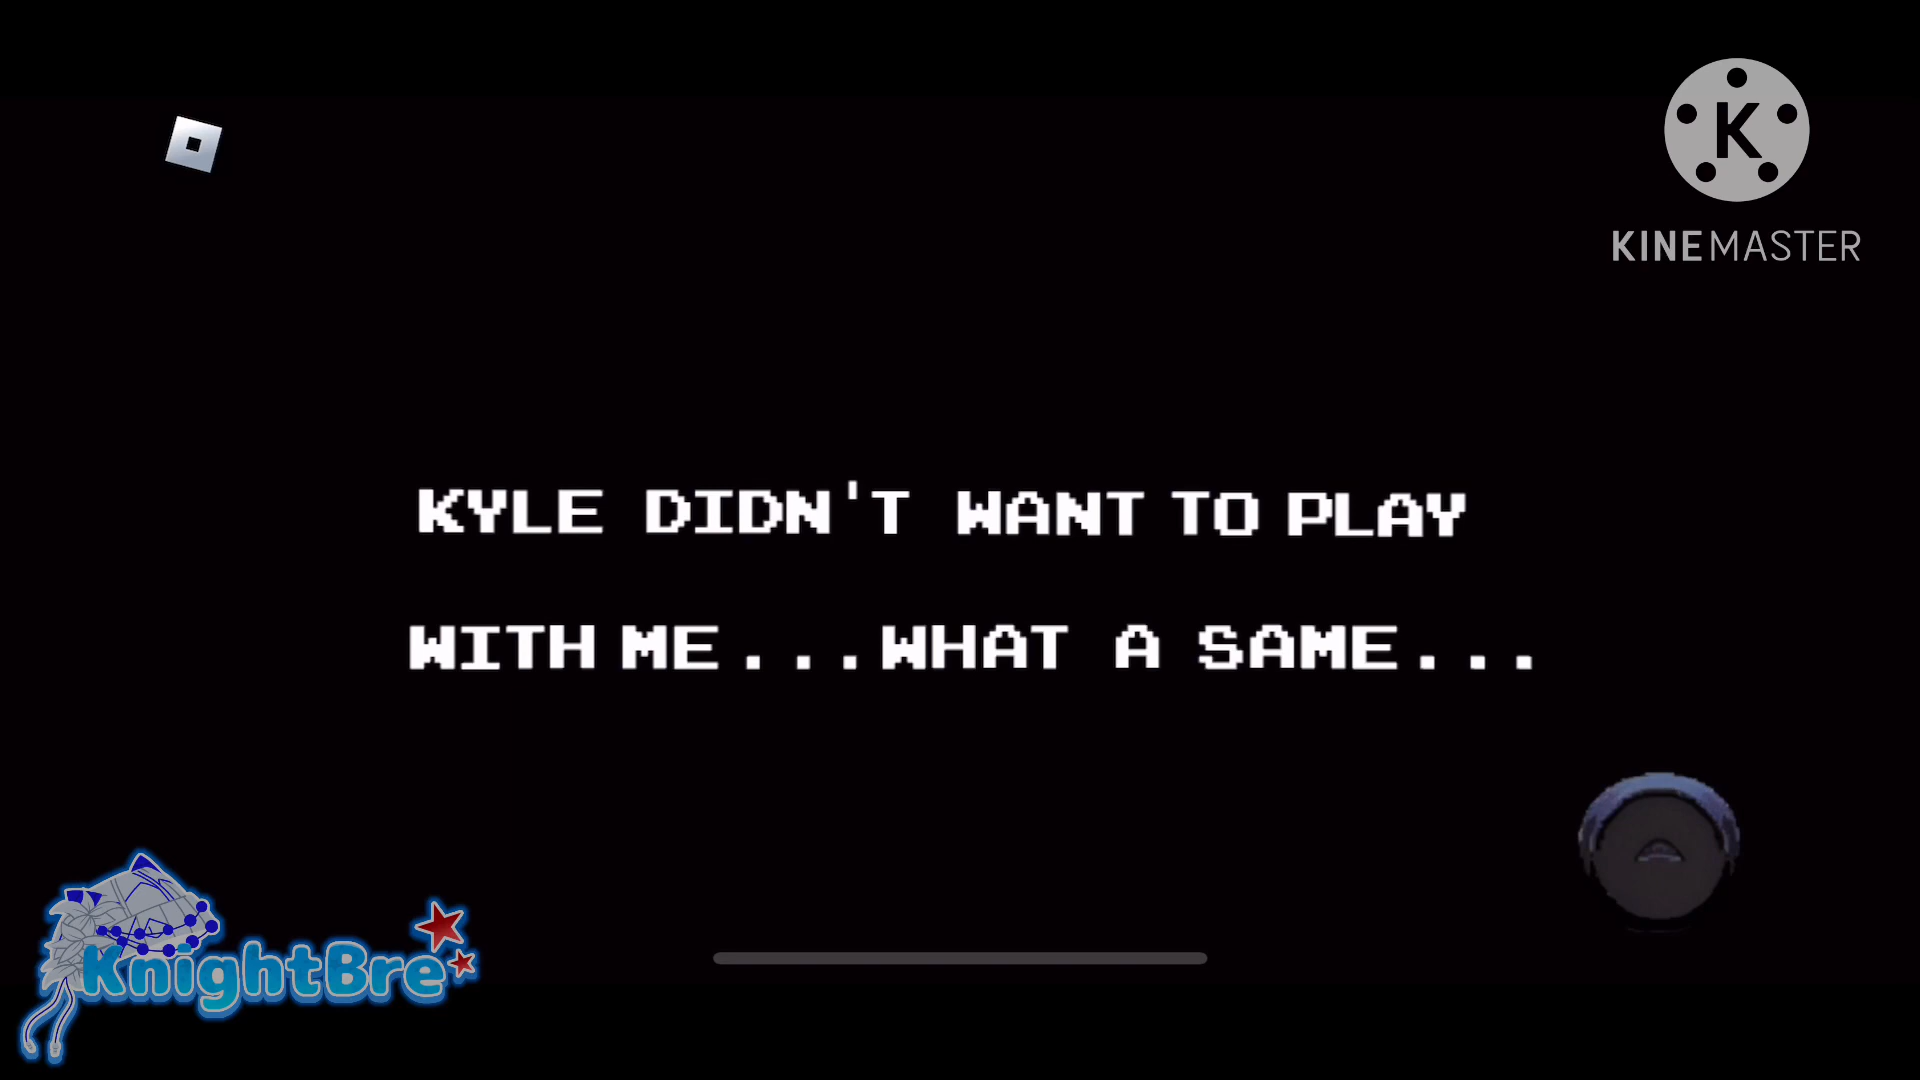 K
KINEMASTER
KYLE DIDN'T WANT TO PLAY
WITH ME...WHAT A SAME...
KnightBre